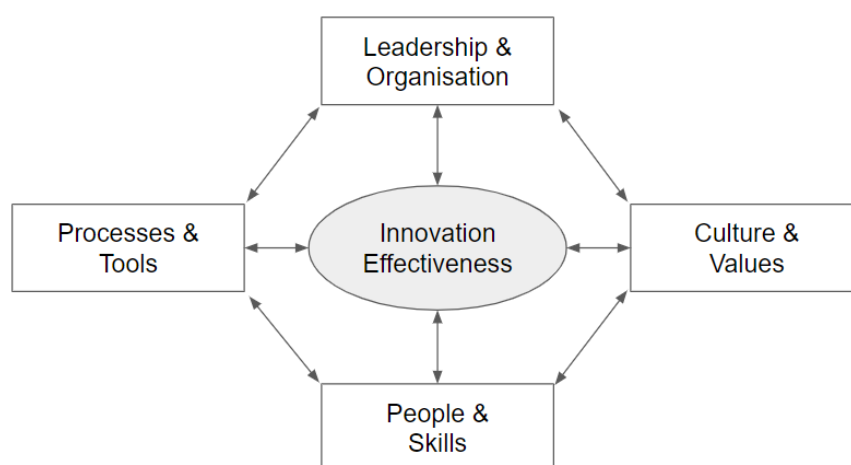 Leadership &
Organisation
Processes &
Tools
Innovation
Effectiveness
Culture &
Values
People &
Skills